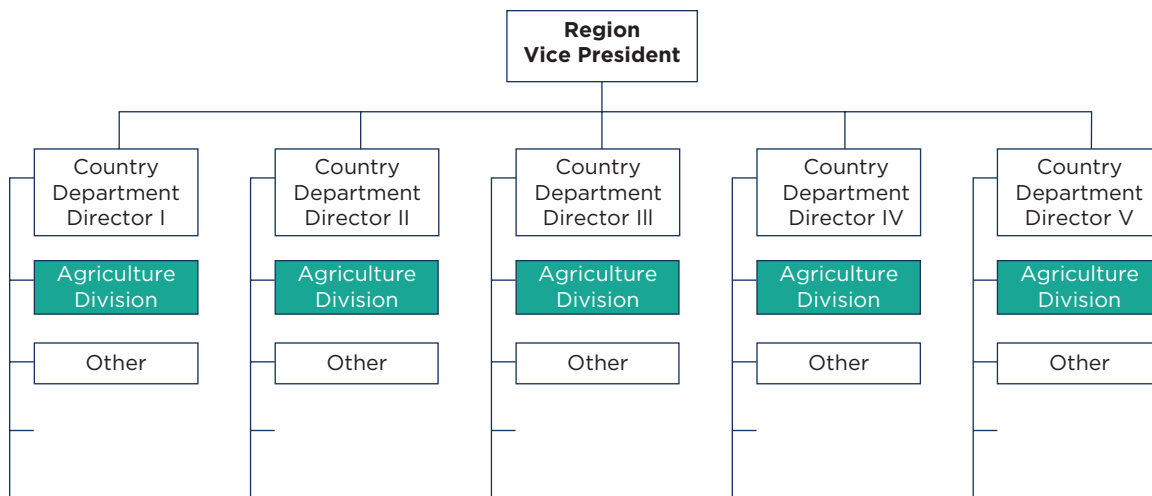 Region
Vice President
Country
Department
Director I
Country
Department
Director II
Country
Department
Director III
Country
Department
Director IV
Country
Department
Director V
Agriculture
Division
Agriculture
Division
Agriculture
Division
Agriculture
Division
Agriculture
Division
Other
Other
Other
Other
Other